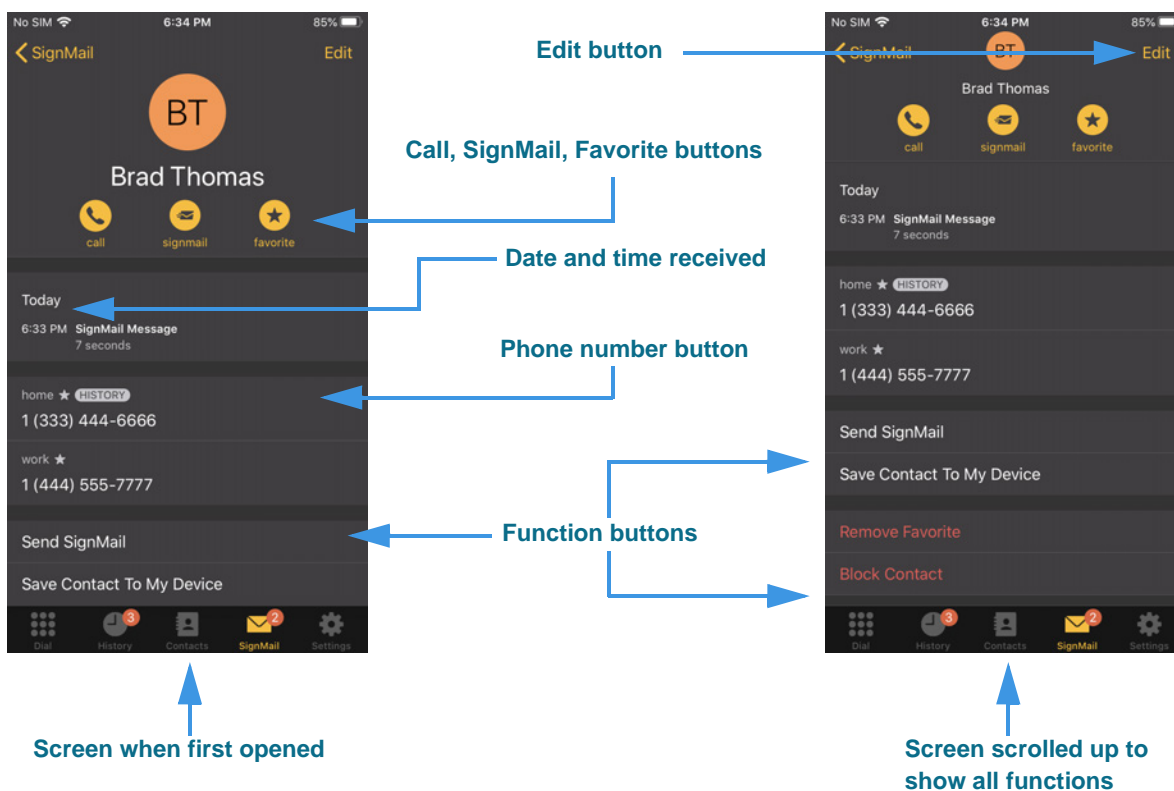 No SIM 6:34 PM 85%
SignMail Edit
BT
Brad Thomas
call signmail favorite
Today
6:33 PM SignMail Message
7 seconds
home ★ HISTORY
1 (333) 444-6666
work ★
1 (444) 555-7777
Send SignMail
Save Contact To My Device
3 2
Dial History Contacts SignMail Settings
Screen when first opened
Edit button
Call, SignMail, Favorite buttons
Date and time received
Phone number button
Function buttons
No SIM 6:34 PM 85%
SignMail BT Edit
Brad Thomas
call signmail favorite
Today
6:33 PM SignMail Message
7 seconds
home ★ HISTORY
1 (333) 444-6666
work ★
1 (444) 555-7777
Send SignMail
Save Contact To My Device
Remove Favorite
Block Contact
3 2
Dial History Contacts SignMail Settings
Screen scrolled up to
show all functions